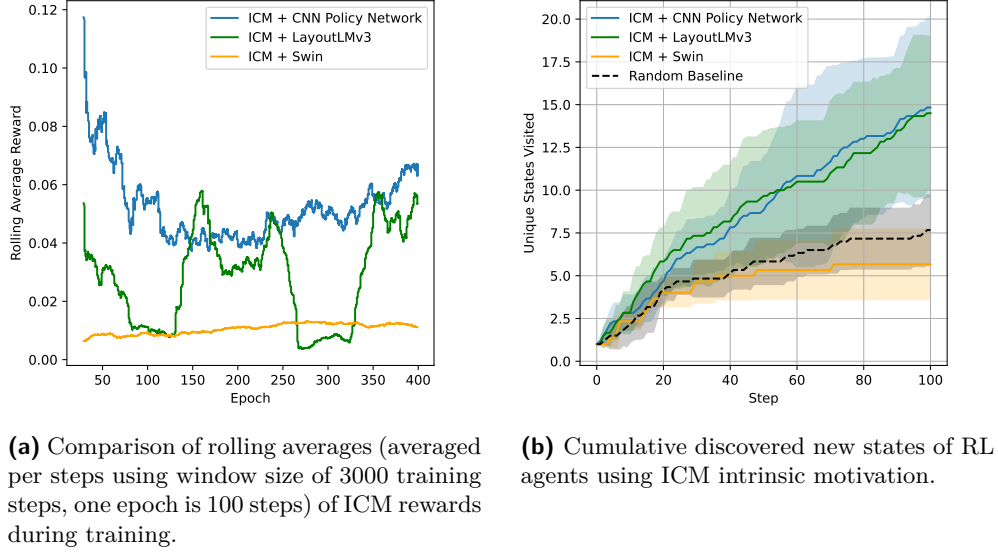 0.12
0.10
0.08
0.06
0.04
0.02
0.00
Rolling Average Reward
50 100 150 200 250 300 350 400
Epoch
ICM + CNN Policy Network
ICM + LayoutLMv3
ICM + Swin
20.0
17.5
15.0
12.5
10.0
7.5
5.0
2.5
0.0
Unique States Visited
0 20 40 60 80 100
Step
ICM + CNN Policy Network
ICM + LayoutLMv3
ICM + Swin
Random Baseline
(a) Comparison of rolling averages (averaged
per steps using window size of 3000 training
steps, one epoch is 100 steps) of ICM rewards
during training.
(b) Cumulative discovered new states of RL
agents using ICM intrinsic motivation.